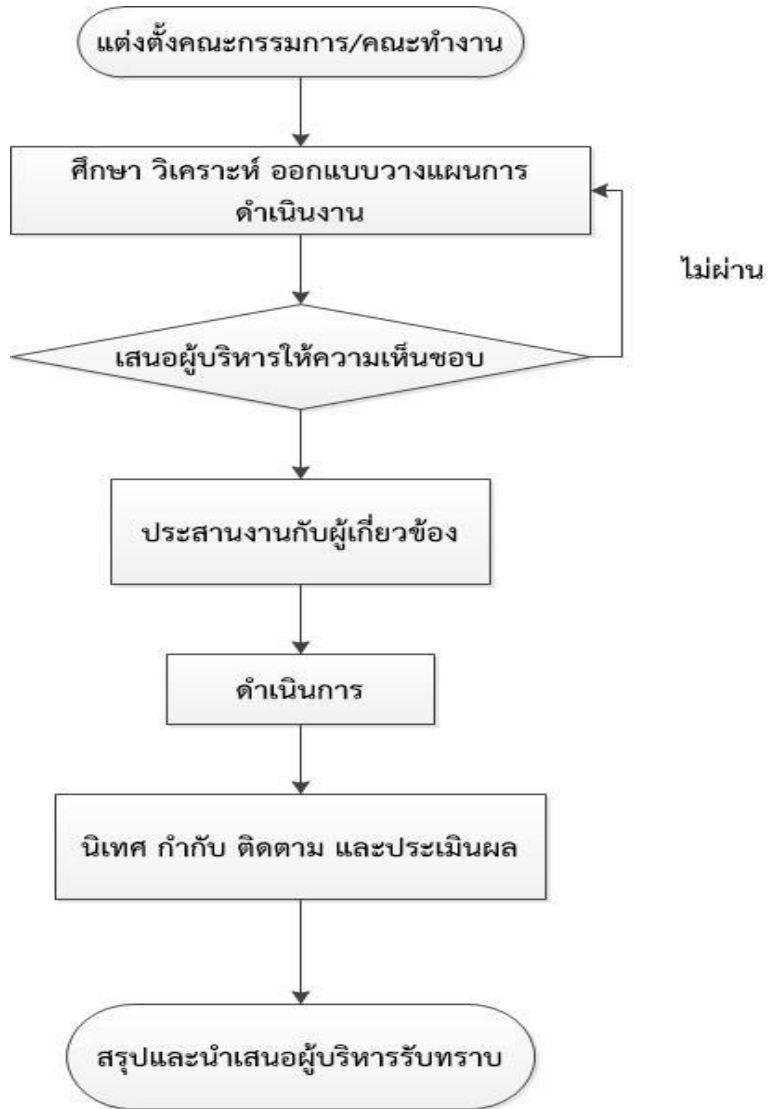 แต่งตั้งคณะกรรมการ/คณะทำงาน
ศึกษา วิเคราะห์ ออกแบบวางแผนการ
ดำเนินงาน
ไม่ผ่าน
เสนอผู้บริหารให้ความเห็นชอบ
ประสานงานกับผู้เกี่ยวข้อง
ดำเนินการ
นิเทศ กำกับ ติดตาม และประเมินผล
สรุปและนำเสนอผู้บริหารรับทราบ